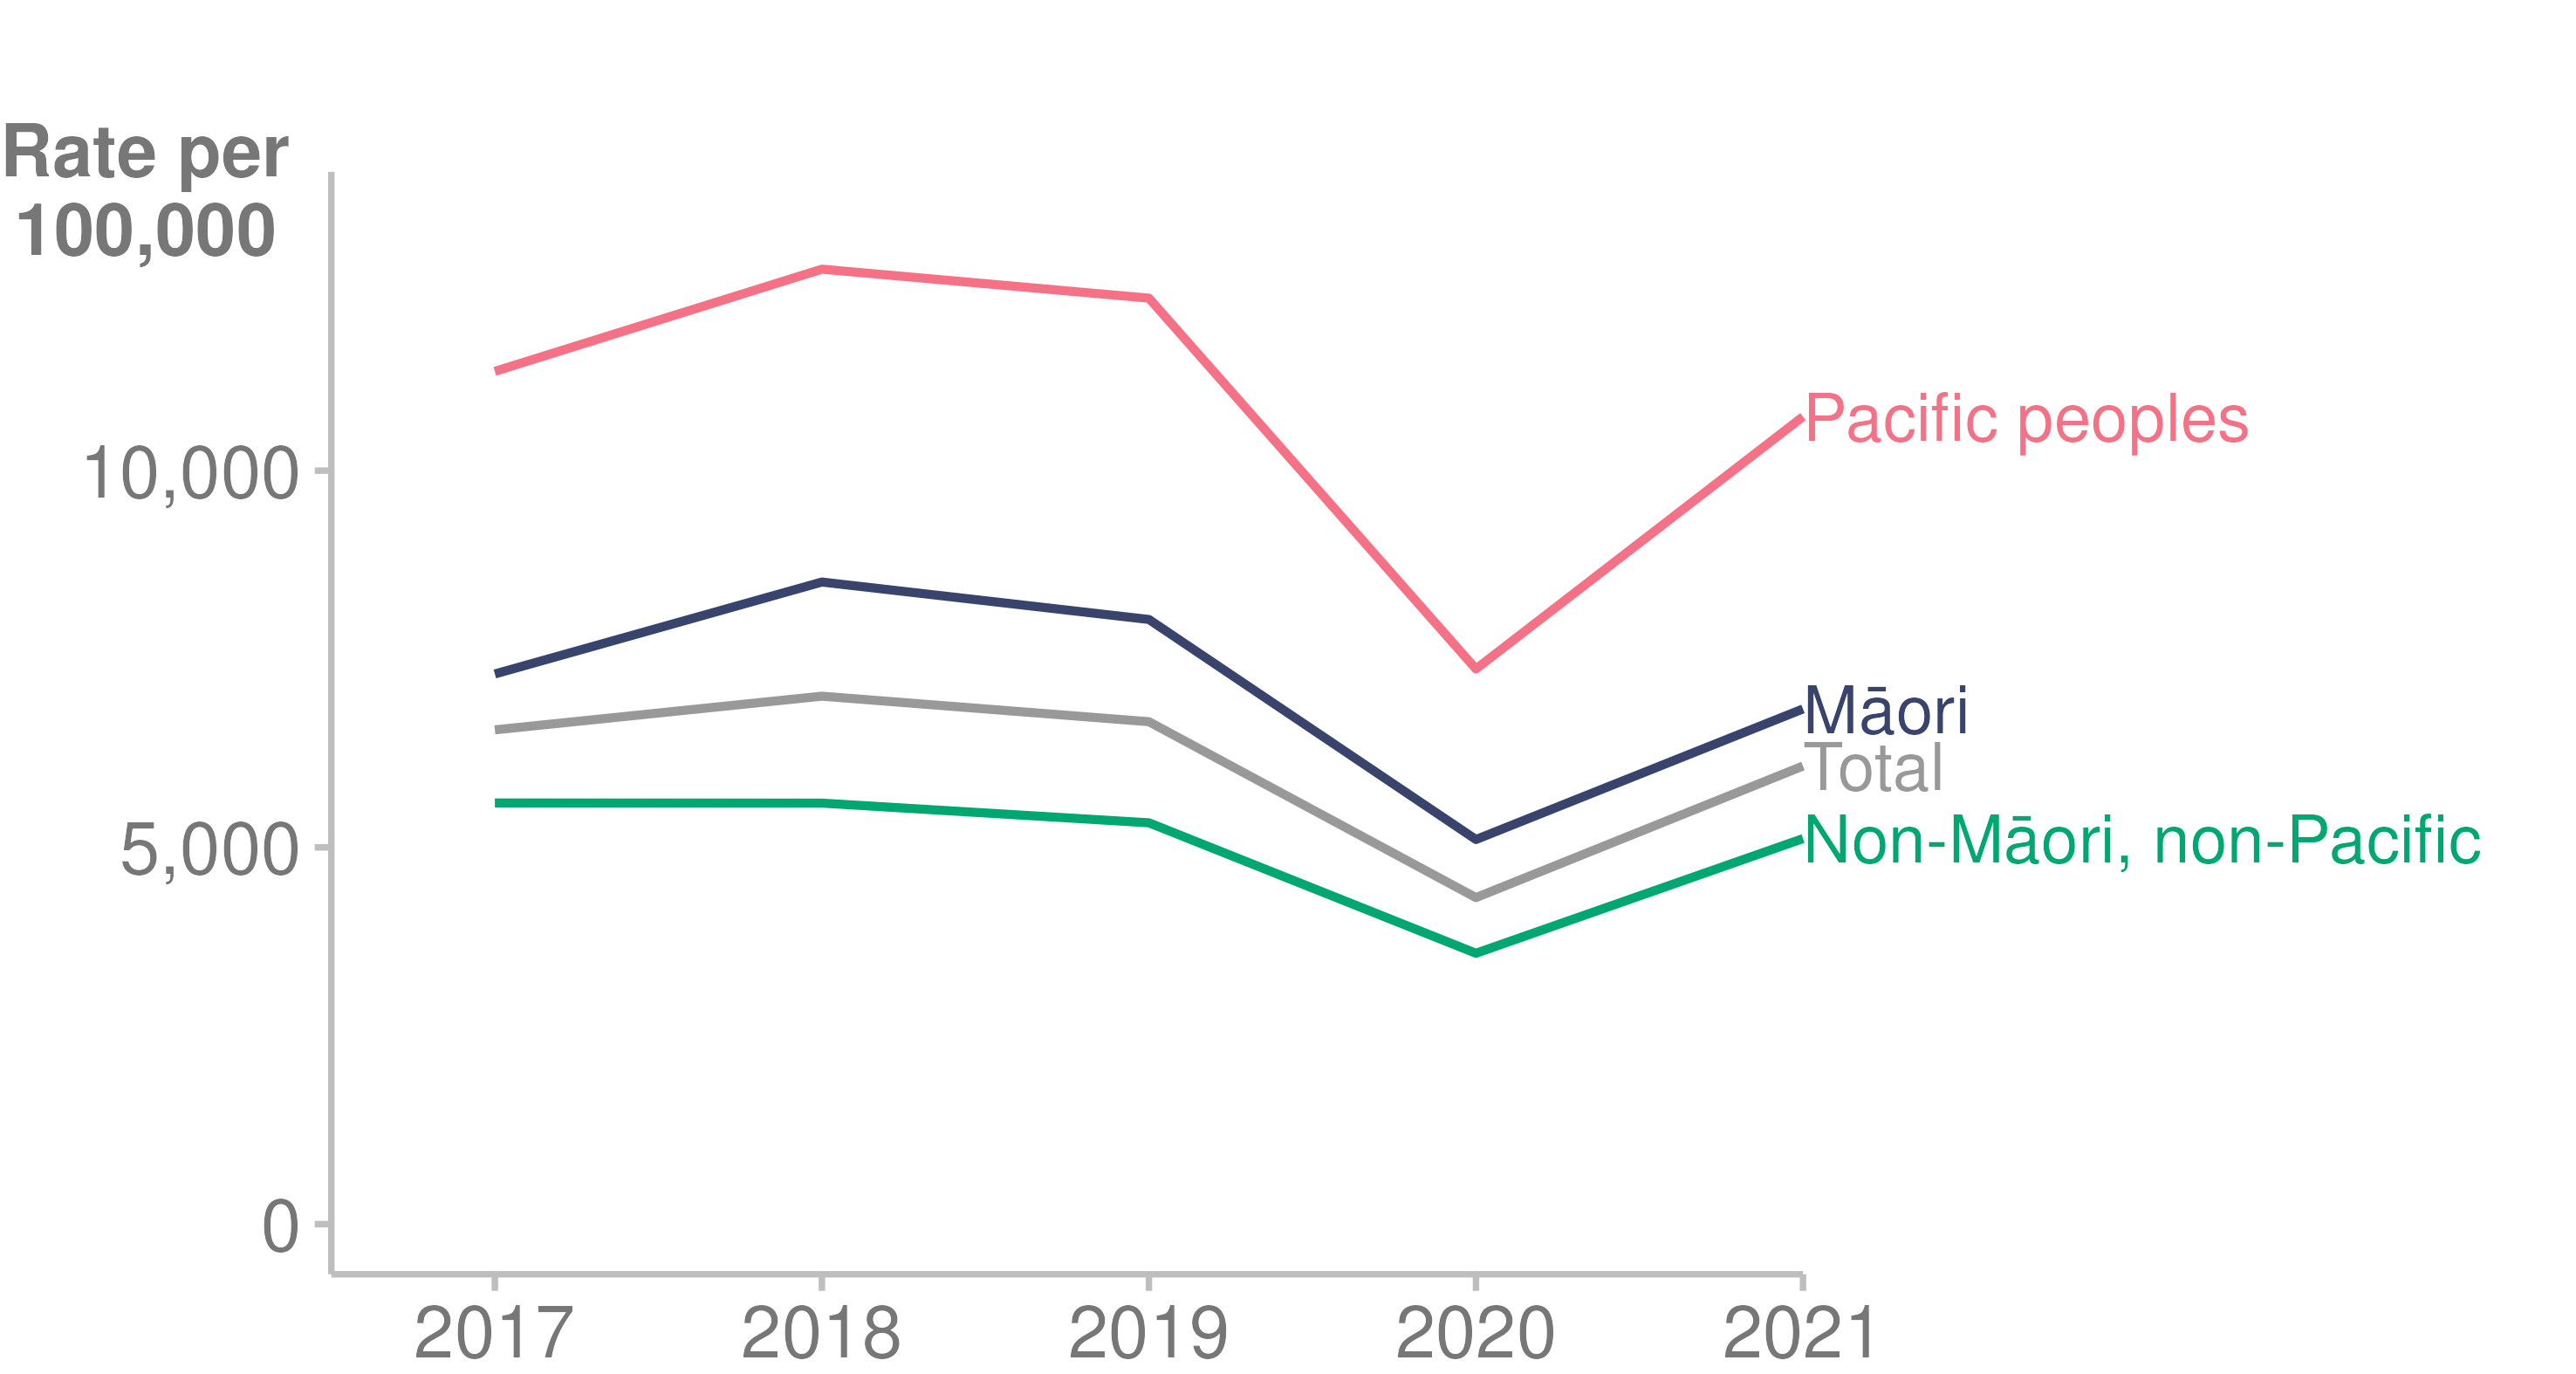 Rate per
100,000
10,000
5,000
0
2017
2018
2019
2020
2021
Pacific peoples
Māori
Total
Non-Māori, non-Pacific